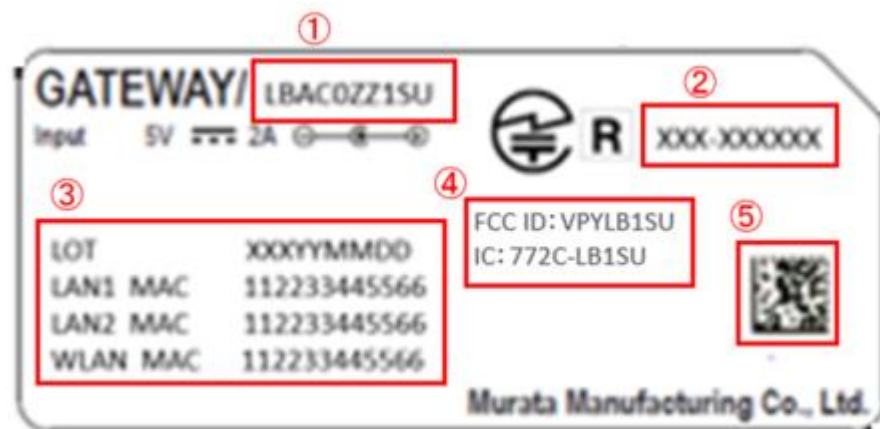 ①
②
GATEWAY/ LBAC0ZZ1SU
Input 5V 2A
R XXX-XXXXXX
③
④
⑤
LOT XXXYYMMDD
LAN1 MAC 112233445566
LAN2 MAC 112233445566
WLAN MAC 112233445566
FCC ID: VPYLB1SU
IC: 772C-LB1SU
Murata Manufacturing Co., Ltd.